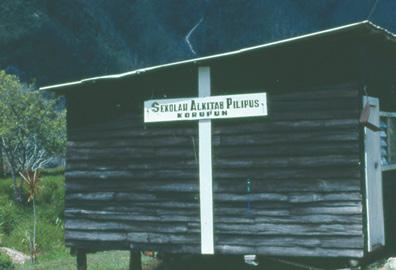 SEKOLAH ALKITAB PILIPUS
KORUPUN